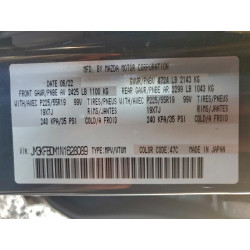 MFD. BY MAZDA MOTOR CORPORATION
DATE 06/22 GVWR/PNBV 4724 LB 2143 KG
FRONT GAWR/PNBE AV 2425 LB 1100 KG REAR GAWR/PNBE AR 2299 LB 1043 KG
WITH/AVEC P225/55R19 99V TIRES/PNEUS WITH/AVEC P225/55R19 99V TIRES/PNEUS
19X7J RIMS/JANTES 19X7J RIMS/JANTES
240 KPA/35 PSI COLD/A FROID 240 KPA/35 PSI COLD/A FROID
TYPE:MPV/VTUM COLOR: 47C MADE IN JAPAN